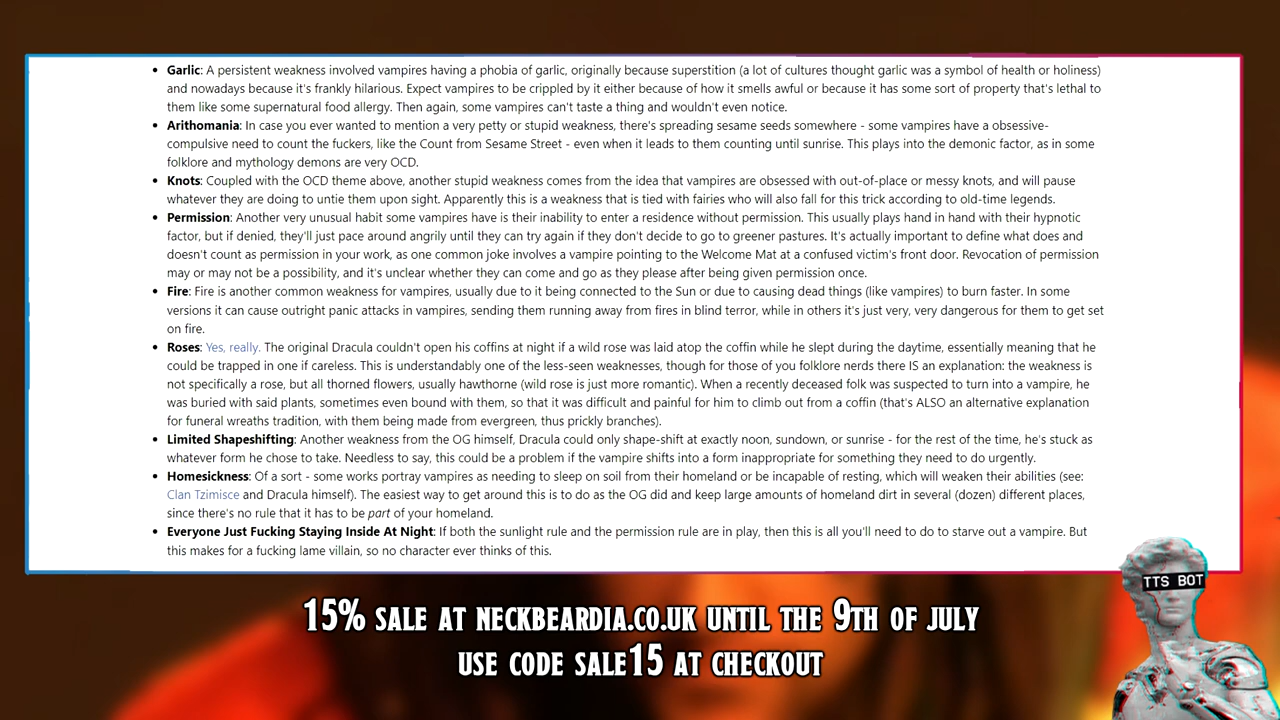 • Garlic: A persistent weakness involved vampires having a phobia of garlic, originally because superstition (a lot of cultures thought garlic was a symbol of health or holiness)
and nowadays because it's frankly hilarious. Expect vampires to be crippled by it either because of how it smells awful or because it has some sort of property that's lethal to
them like some supernatural food allergy. Then again, some vampires can't taste a thing and wouldn't even notice.
• Arithomania: In case you ever wanted to mention a very petty or stupid weakness, there's spreading sesame seeds somewhere - some vampires have a obsessive-
compulsive need to count the fuckers, like the Count from Sesame Street - even when it leads to them counting until sunrise. This plays into the demonic factor, as in some
folklore and mythology demons are very OCD.
• Knots: Coupled with the OCD theme above, another stupid weakness comes from the idea that vampires are obsessed with out-of-place or messy knots, and will pause
whatever they are doing to untie them upon sight. Apparently this is a weakness that is tied with fairies who will also fall for this trick according to old-time legends.
• Permission: Another very unusual habit some vampires have is their inability to enter a residence without permission. This usually plays hand in hand with their hypnotic
factor, but if denied, they'll just pace around angrily until they can try again if they don't decide to go to greener pastures. It's actually important to define what does and
doesn't count as permission in your work, as one common joke involves a vampire pointing to the Welcome Mat at a confused victim's front door. Revocation of permission
may or may not be a possibility, and it's unclear whether they can come and go as they please after being given permission once.
• Fire: Fire is another common weakness for vampires, usually due to it being connected to the Sun or due to causing dead things (like vampires) to burn faster. In some
versions it can cause outright panic attacks in vampires, sending them running away from fires in blind terror, while in others it's just very, very dangerous for them to get set
on fire.
• Roses: Yes, really. The original Dracula couldn't open his coffins at night if a wild rose was laid atop the coffin while he slept during the daytime, essentially meaning that he
could be trapped in one if careless. This is understandably one of the less-seen weaknesses, though for those of you folklore nerds there IS an explanation: the weakness is
not specifically a rose, but all thorned flowers, usually hawthorne (wild rose is just more romantic). When a recently deceased folk was suspected to turn into a vampire, he
was buried with said plants, sometimes even bound with them, so that it was difficult and painful for him to climb out from a coffin (that's ALSO an alternative explanation
for funeral wreaths tradition, with them being made from evergreen, thus prickly branches).
• Limited Shapeshifting: Another weakness from the OG himself, Dracula could only shape-shift at exactly noon, sundown, or sunrise - for the rest of the time, he's stuck as
whatever form he chose to take. Needless to say, this could be a problem if the vampire shifts into a form inappropriate for something they need to do urgently.
• Homesickness: Of a sort - some works portray vampires as needing to sleep on soil from their homeland or be incapable of resting, which will weaken their abilities (see:
Clan Tzimisce and Dracula himself). The easiest way to get around this is to do as the OG did and keep large amounts of homeland dirt in several (dozen) different places,
since there's no rule that it has to be part of your homeland.
• Everyone Just Fucking Staying Inside At Night: If both the sunlight rule and the permission rule are in play, then this is all you'll need to do to starve out a vampire. But
this makes for a fucking lame villain, so no character ever thinks of this.
TTS BOT
15% SALE AT NECKBEARDIA.CO.UK UNTIL THE 9TH OF JULY
USE CODE SALE15 AT CHECKOUT